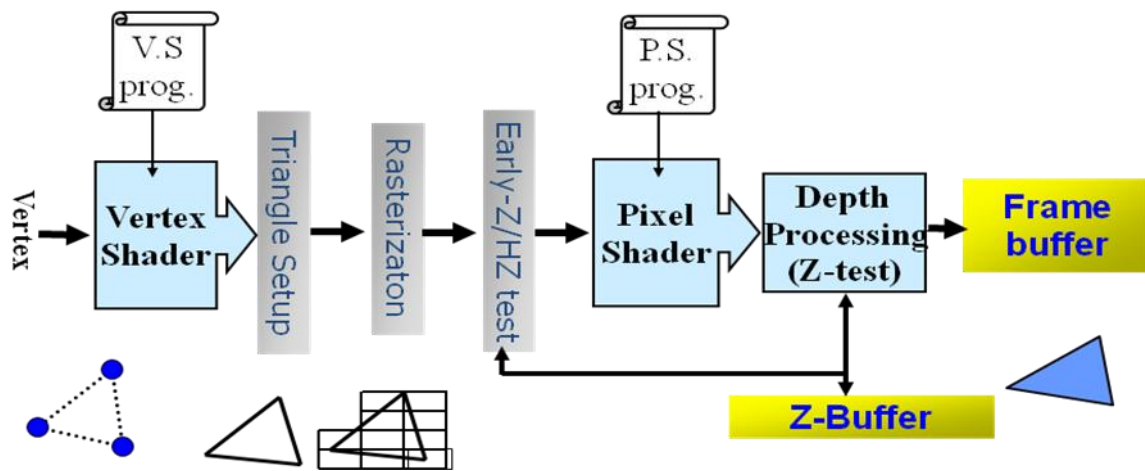 V.S
prog.
P.S.
prog.
Vertex
Vertex
Shader
Triangle Setup
Rasterizaton
Early-Z/HZ test
Pixel
Shader
Depth
Processing
(Z-test)
Frame
buffer
Z-Buffer